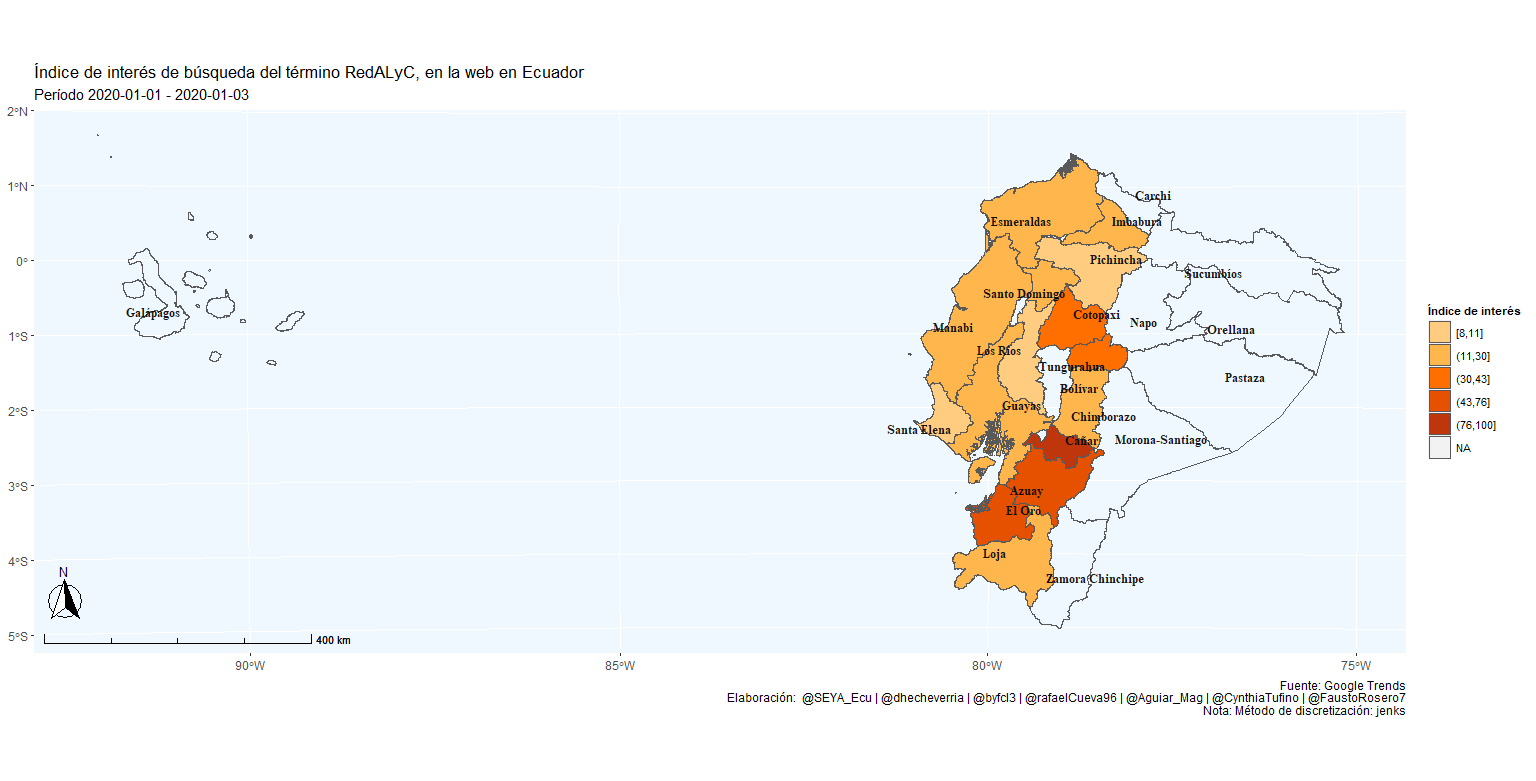 Índice de interés de búsqueda del término RedALyC, en la web en Ecuador
Período 2020-01-01 - 2020-01-03
2°N
1°N
0°
1°S
2°S
3°S
4°S
5°S
90°W
85°W
80°W
75°W
Carchi
Esmeraldas
Imbabura
Pichincha
Sucumbíos
Santo Domingo
Galápagos
Cotopaxi
Napo
Manabí
Orellana
Los Ríos
Tungurahua
Pastaza
Bolívar
Guayas
Chimborazo
Santa Elena
Cañar
Morona-Santiago
Azuay
El Oro
Loja
Zamora Chinchipe
N
400 km
Índice de interés
[8,11]
(11,30]
(30,43]
(43,76]
(76,100]
NA
Fuente: Google Trends
Elaboración: @SEYA_Ecu | @dhecheverria | @byfcl3 | @rafaelCueva96 | @Aguiar_Mag | @CynthiaTufino | @FaustoRosero7
Nota: Método de discretización: jenks